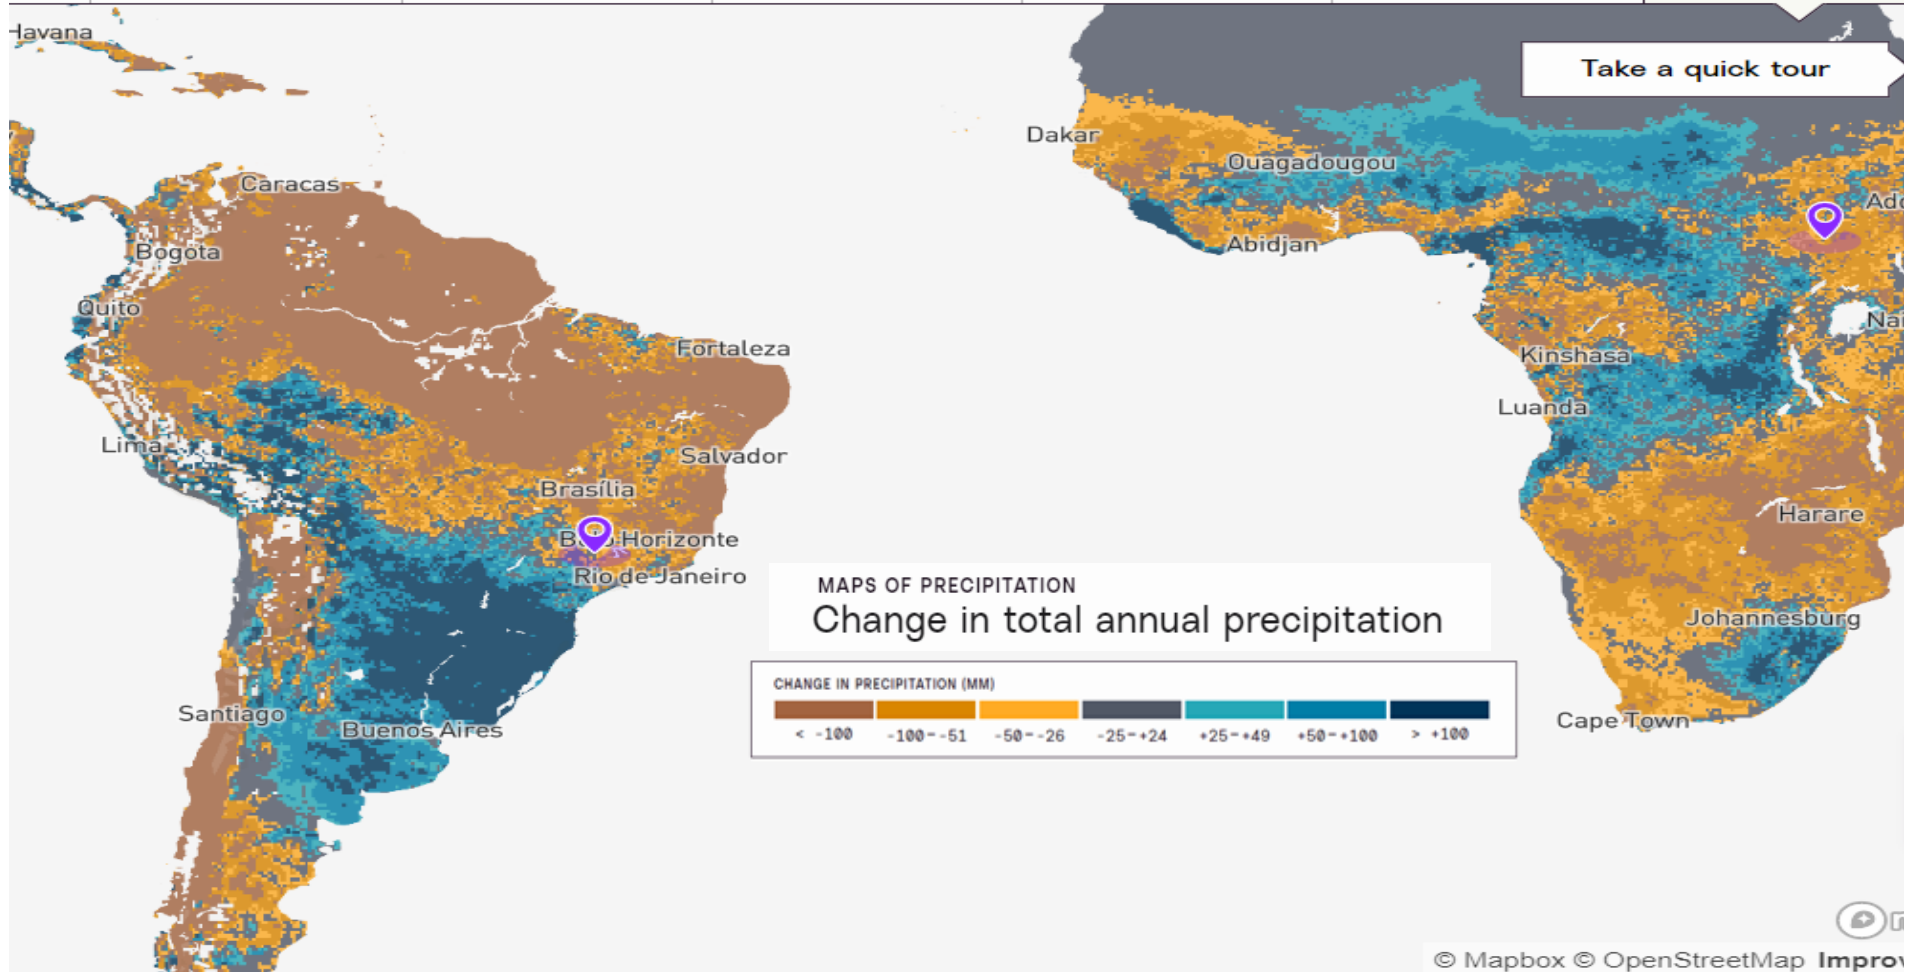 Havana
Take a quick tour
Dakar
Ouagadougou
Caracas
Abidjan
Bogota
Quito
Fortaleza
Kinshasa
Luanda
Lima
Salvador
Brasília
Harare
Horizonte
Rio de Janeiro
MAPS OF PRECIPITATION
Change in total annual precipitation
Johannesburg
CHANGE IN PRECIPITATION (MM)
< -100 -100–-51 -50–-26 -25–+24 +25–+49 +50–+100 > +100
Santiago
Buenos Aires
Cape Town
© Mapbox © OpenStreetMap